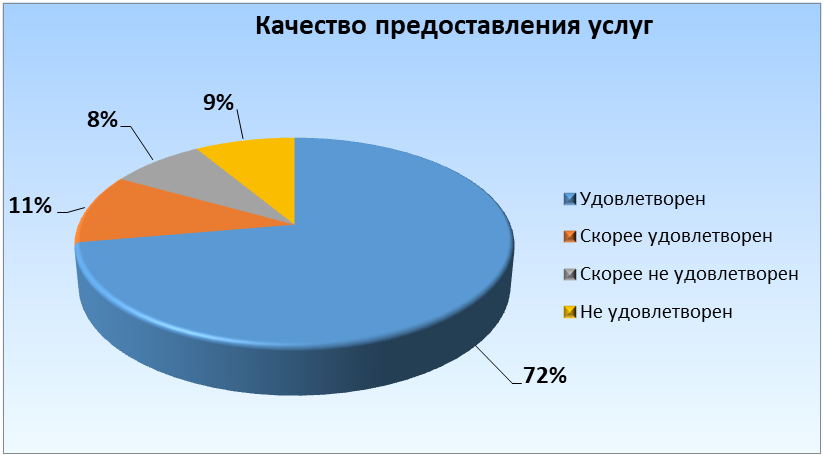 Качество предоставления услуг
9%
8%
11%
72%
Удовлетворен
Скорее удовлетворен
Скорее не удовлетворен
Не удовлетворен